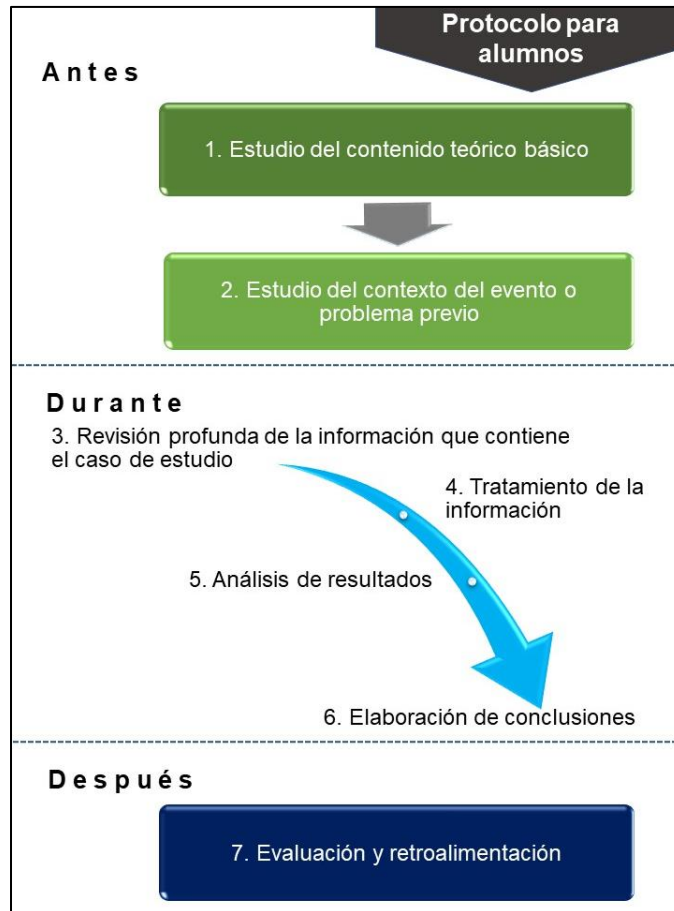 Protocolo para
alumnos
Antes
1. Estudio del contenido teórico básico
2. Estudio del contexto del evento o
problema previo
Durante
3. Revisión profunda de la información que contiene
el caso de estudio
4. Tratamiento de la
información
5. Análisis de resultados
6. Elaboración de conclusiones
Después
7. Evaluación y retroalimentación